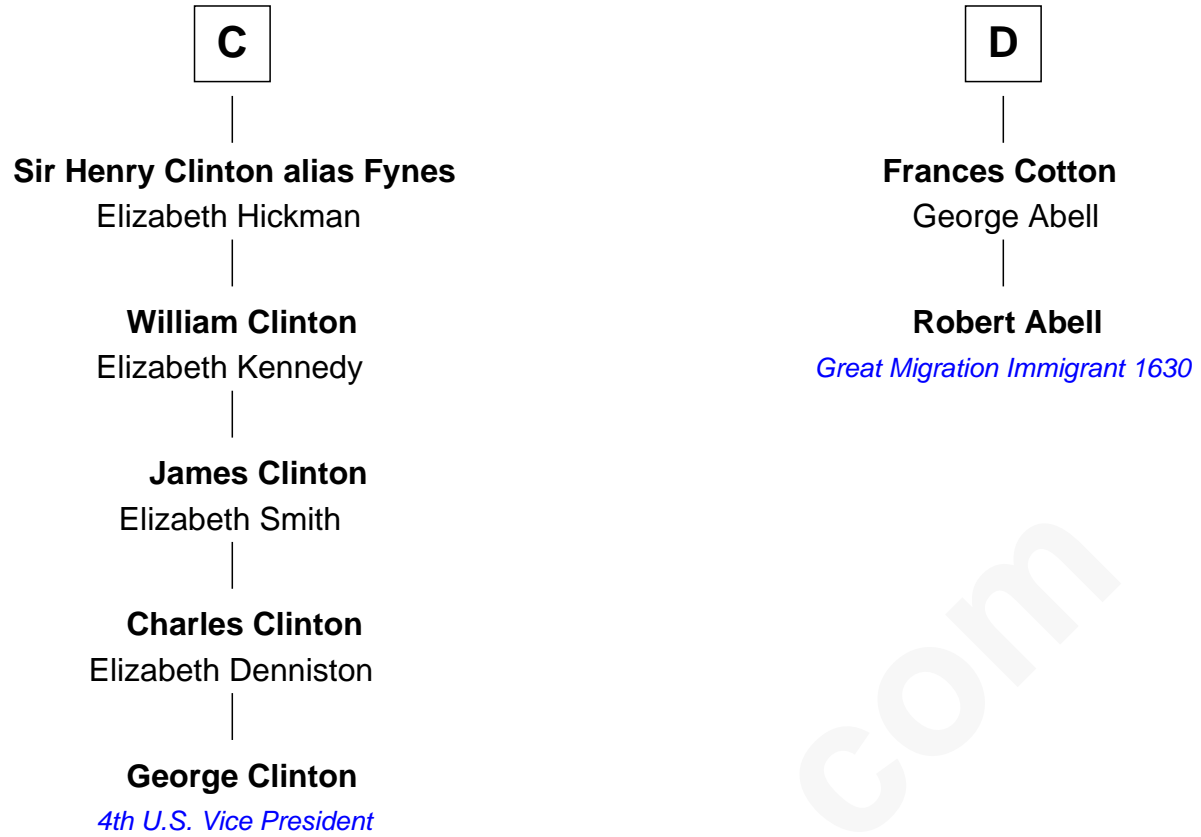 C
Sir Henry Clinton alias Fynes
Elizabeth Hickman
William Clinton
Elizabeth Kennedy
James Clinton
Elizabeth Smith
Charles Clinton
Elizabeth Denniston
George Clinton
4th U.S. Vice President
D
Frances Cotton
George Abell
Robert Abell
Great Migration Immigrant 1630
com